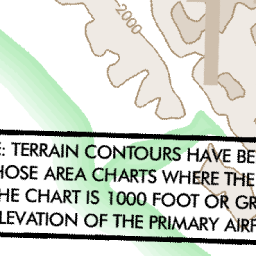 -2000-
: TERRAIN CONTOURS HAVE BE
HOSE AREA CHARTS WHERE THE
HE CHART IS 1000 FOOT OR GR
LEVATION OF THE PRIMARY AIRP